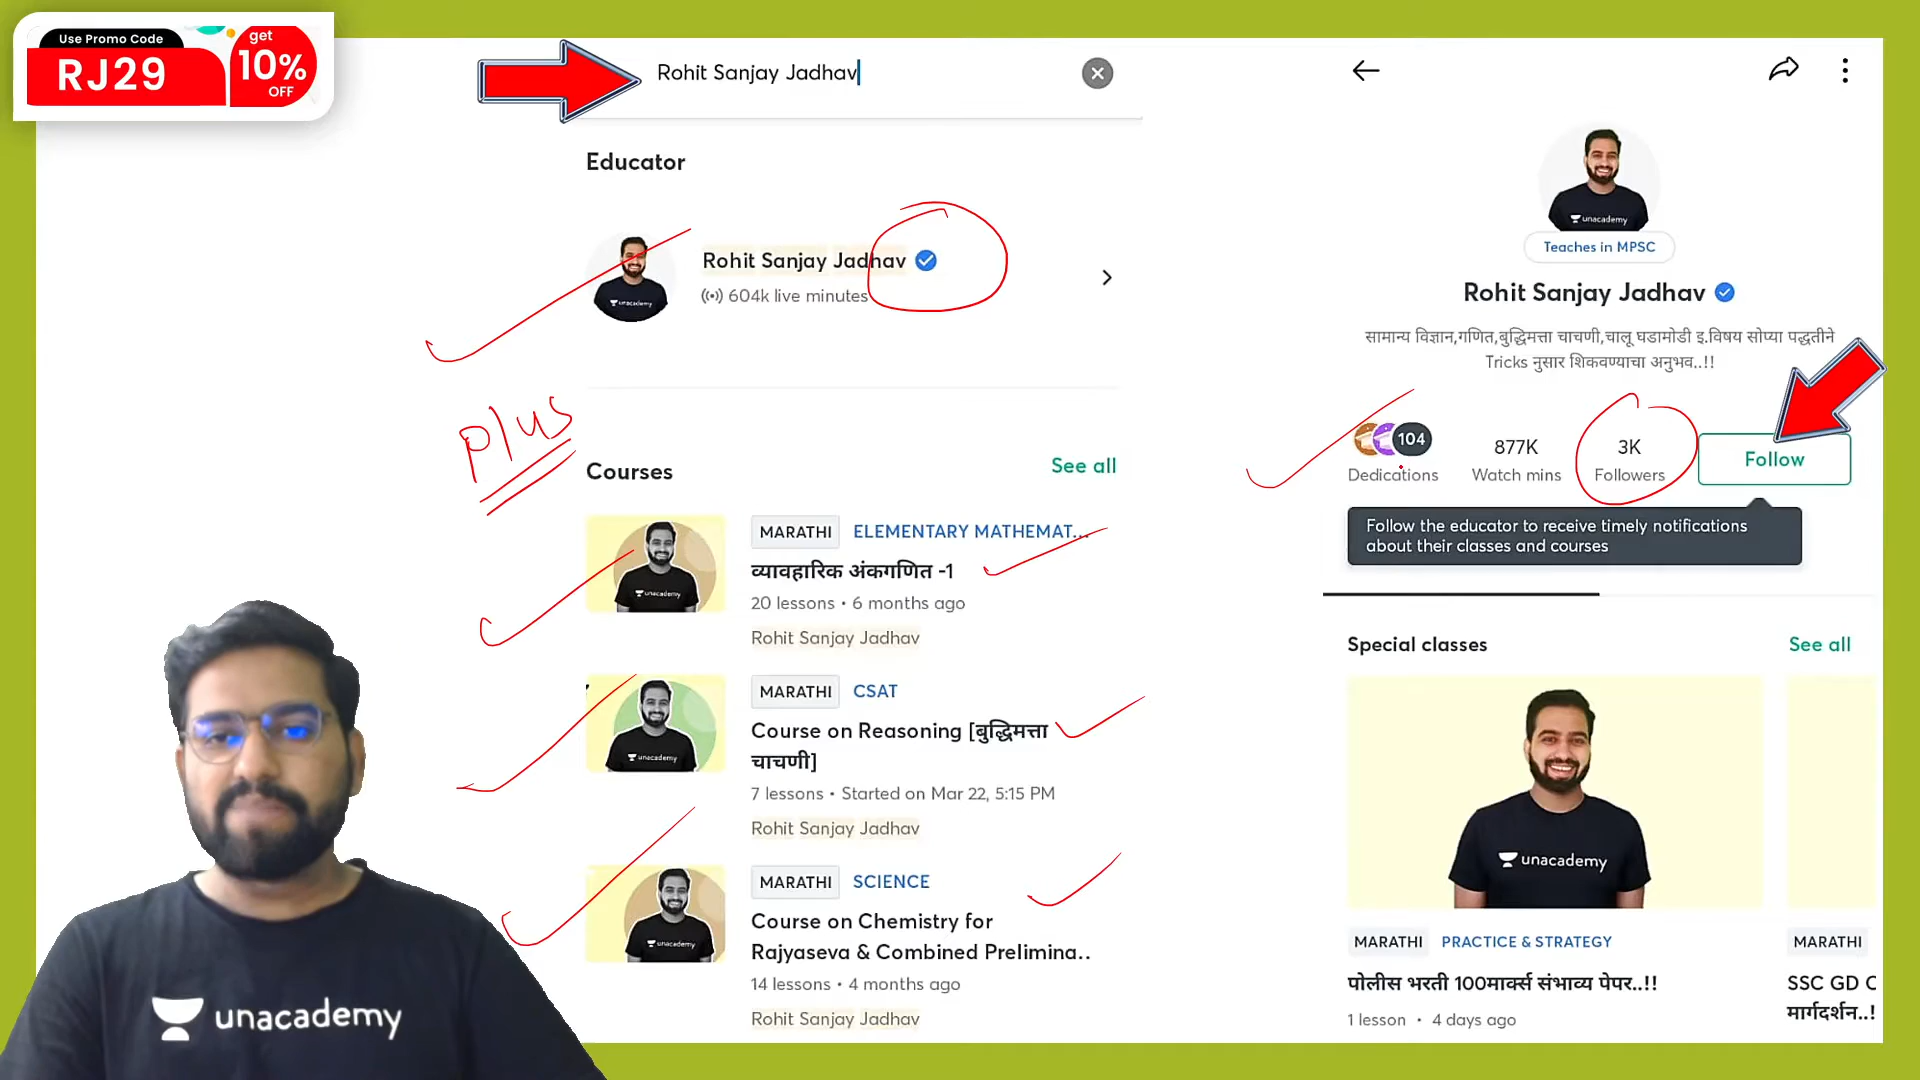 Use Promo Code
RJ29
get
10%
OFF
Rohit Sanjay Jadhav
Educator
Rohit Sanjay Jadhav
604k live minutes
plus
Courses
See all
MARATHI ELEMENTARY MATHEMAT...
व्यावहारिक अंकगणित -1
20 lessons • 6 months ago
Rohit Sanjay Jadhav
MARATHI CSAT
Course on Reasoning [बुद्धिमत्ता
चाचणी]
7 lessons • Started on Mar 22, 5:15 PM
Rohit Sanjay Jadhav
MARATHI SCIENCE
Course on Chemistry for
Rajyaseva & Combined Prelimina..
14 lessons • 4 months ago
Rohit Sanjay Jadhav
unacademy
unacademy
unacademy
unacademy
unacademy
unacademy
Teaches in MPSC
Rohit Sanjay Jadhav
सामान्य विज्ञान,गणित,बुद्धिमत्ता चाचणी,चालू घडामोडी इ.विषय सोप्या पद्धतीने
Tricks नुसार शिकवण्याचा अनुभव..!!
104
Dedications
877K
Watch mins
3K
Followers
Follow
Follow the educator to receive timely notifications
about their classes and courses
Special classes
See all
unacademy
MARATHI PRACTICE & STRATEGY
पोलीस भरती 100मार्क्स संभाव्य पेपर..!!
1 lesson • 4 days ago
MARATHI
SSC GD C
मार्गदर्शन..!